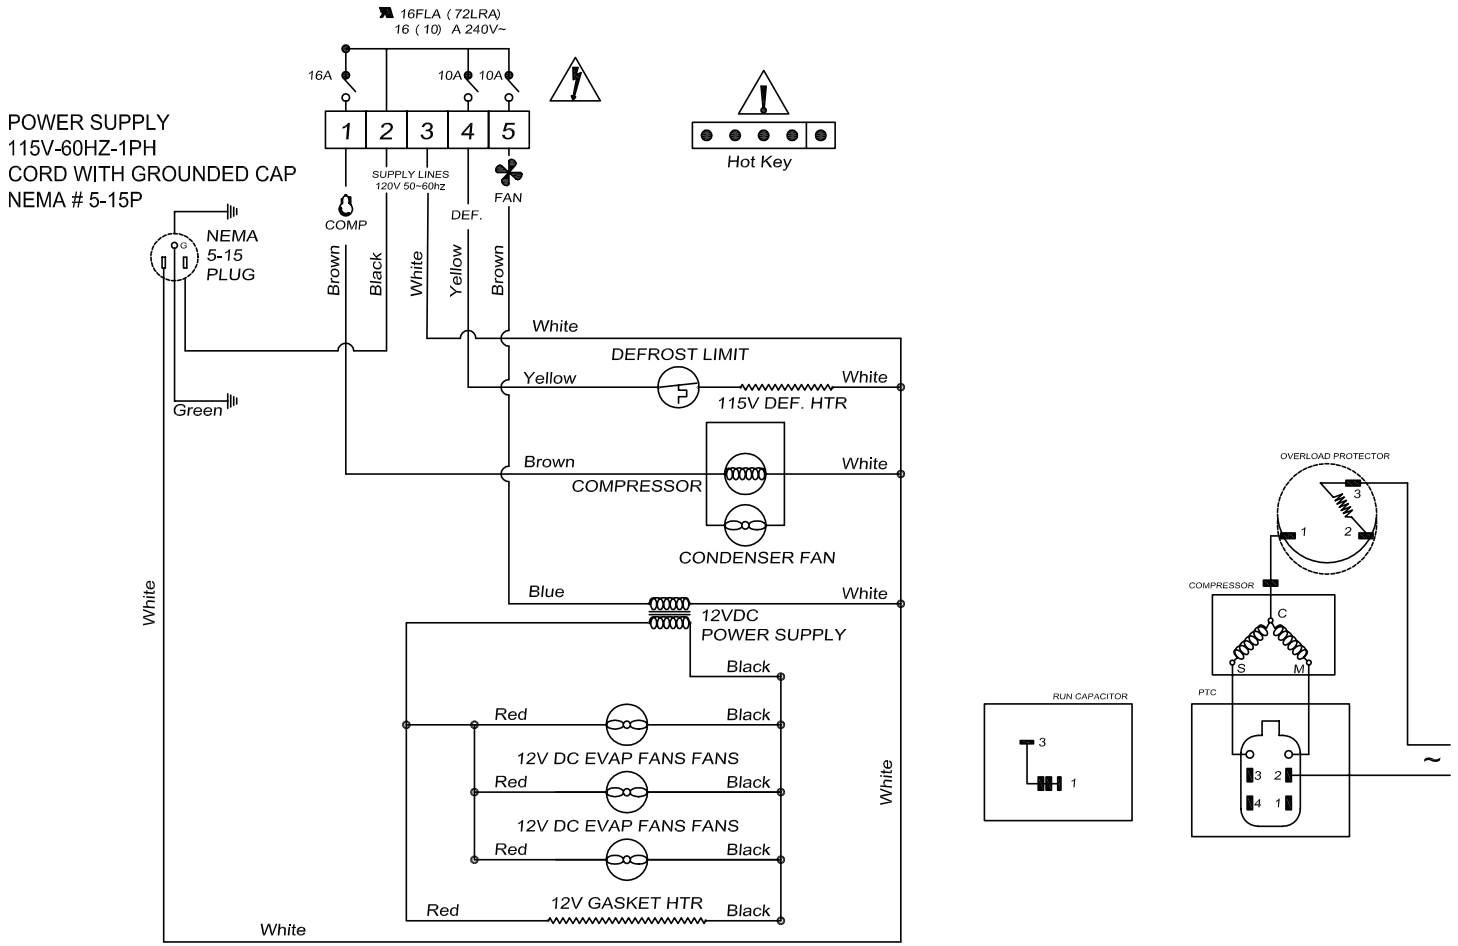 16FLA ( 72LRA)
16 ( 10) A 240V~
16A
10A
10A
1
2
3
4
5
POWER SUPPLY
115V-60HZ-1PH
CORD WITH GROUNDED CAP
NEMA # 5-15P
Hot Key
SUPPLY LINES
120V 50~60hz
COMP
DEF.
FAN
G
NEMA
5-15
PLUG
Brown
Black
White
Yellow
Brown
White
DEFROST LIMIT
Yellow
White
115V DEF. HTR
Green
Brown
White
COMPRESSOR
CONDENSER FAN
White
Blue
White
12VDC
POWER SUPPLY
Black
Red
Black
12V DC EVAP FANS FANS
Red
Black
White
12V DC EVAP FANS FANS
Red
Black
12V GASKET HTR
Red
Black
White
OVERLOAD PROTECTOR
3
1
2
COMPRESSOR
C
S
M
PTC
3
2
4
1
~
RUN CAPACITOR
3
1